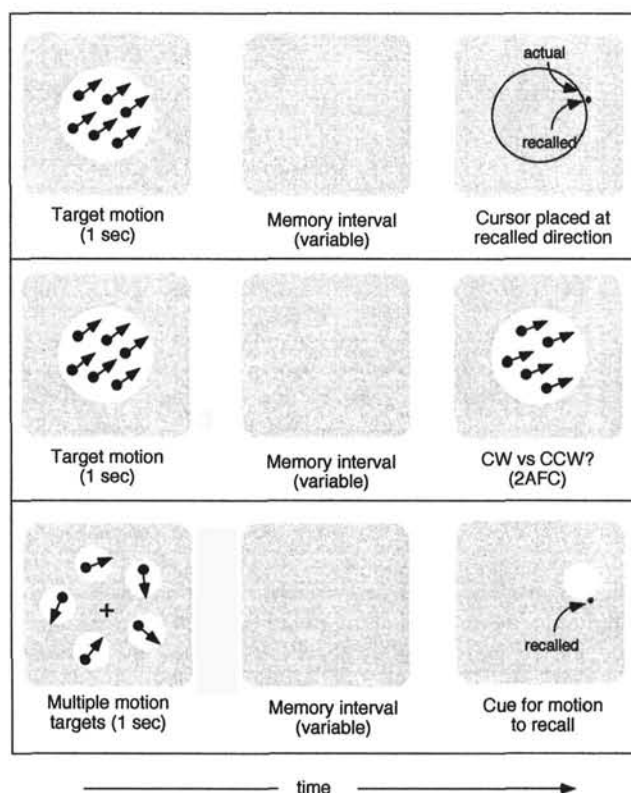 actual
recalled
Target motion
(1 sec)
Memory interval
(variable)
Cursor placed at
recalled direction
Target motion
(1 sec)
Memory interval
(variable)
CW vs CCW?
(2AFC)
recalled
Multiple motion
targets (1 sec)
Memory interval
(variable)
Cue for motion
to recall
time